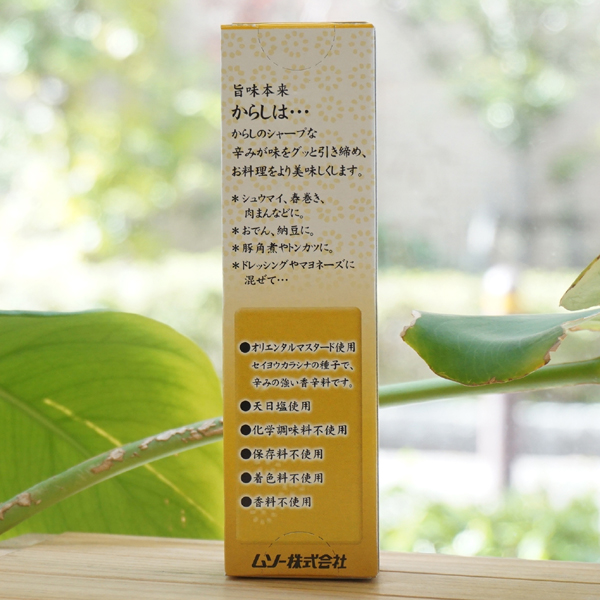 旨味本来
からしは…
からしのシャープな
辛みが味をグッと引き締め、
お料理をより美味しくします。
＊シュウマイ、春巻き、
肉まんなどに。
＊おでん、納豆に。
＊豚角煮やトンカツに。
＊ドレッシングやマヨネーズに
混ぜて…
●オリエンタルマスタード使用
セイヨウカラシナの種子で、
辛みの強い香辛料です。
●天日塩使用
●化学調味料不使用
●保存料不使用
●着色料不使用
●香料不使用
ムソー株式会社